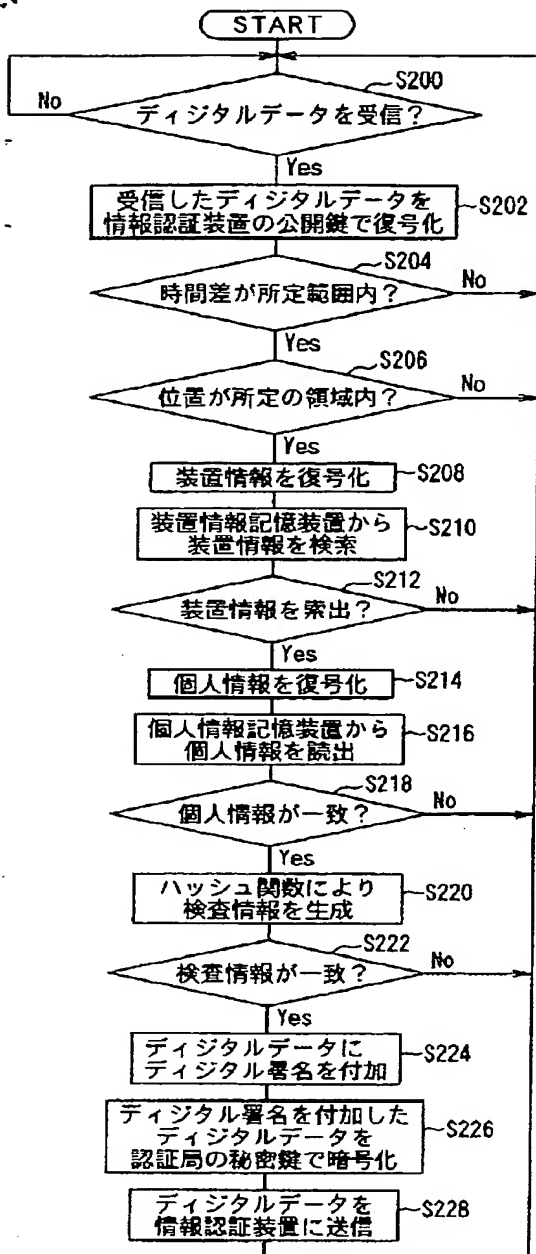 START
S200
No
ディジタルデータを受信?
Yes
受信したディジタルデータを
情報認証装置の公開鍵で復号化
S202
S204
時間差が所定範囲内?
No
Yes
S206
位置が所定の領域内?
No
Yes
装置情報を復号化
S208
装置情報記憶装置から
装置情報を検索
S210
S212
装置情報を索出?
No
Yes
個人情報を復号化
S214
個人情報記憶装置から
個人情報を読出
S216
S218
個人情報が一致?
No
Yes
ハッシュ関数により
検査情報を生成
S220
S222
検査情報が一致?
No
Yes
ディジタルデータに
ディジタル署名を付加
S224
ディジタル署名を付加した
ディジタルデータを
認証局の秘密鍵で暗号化
S226
ディジタルデータを
情報認証装置に送信
S228